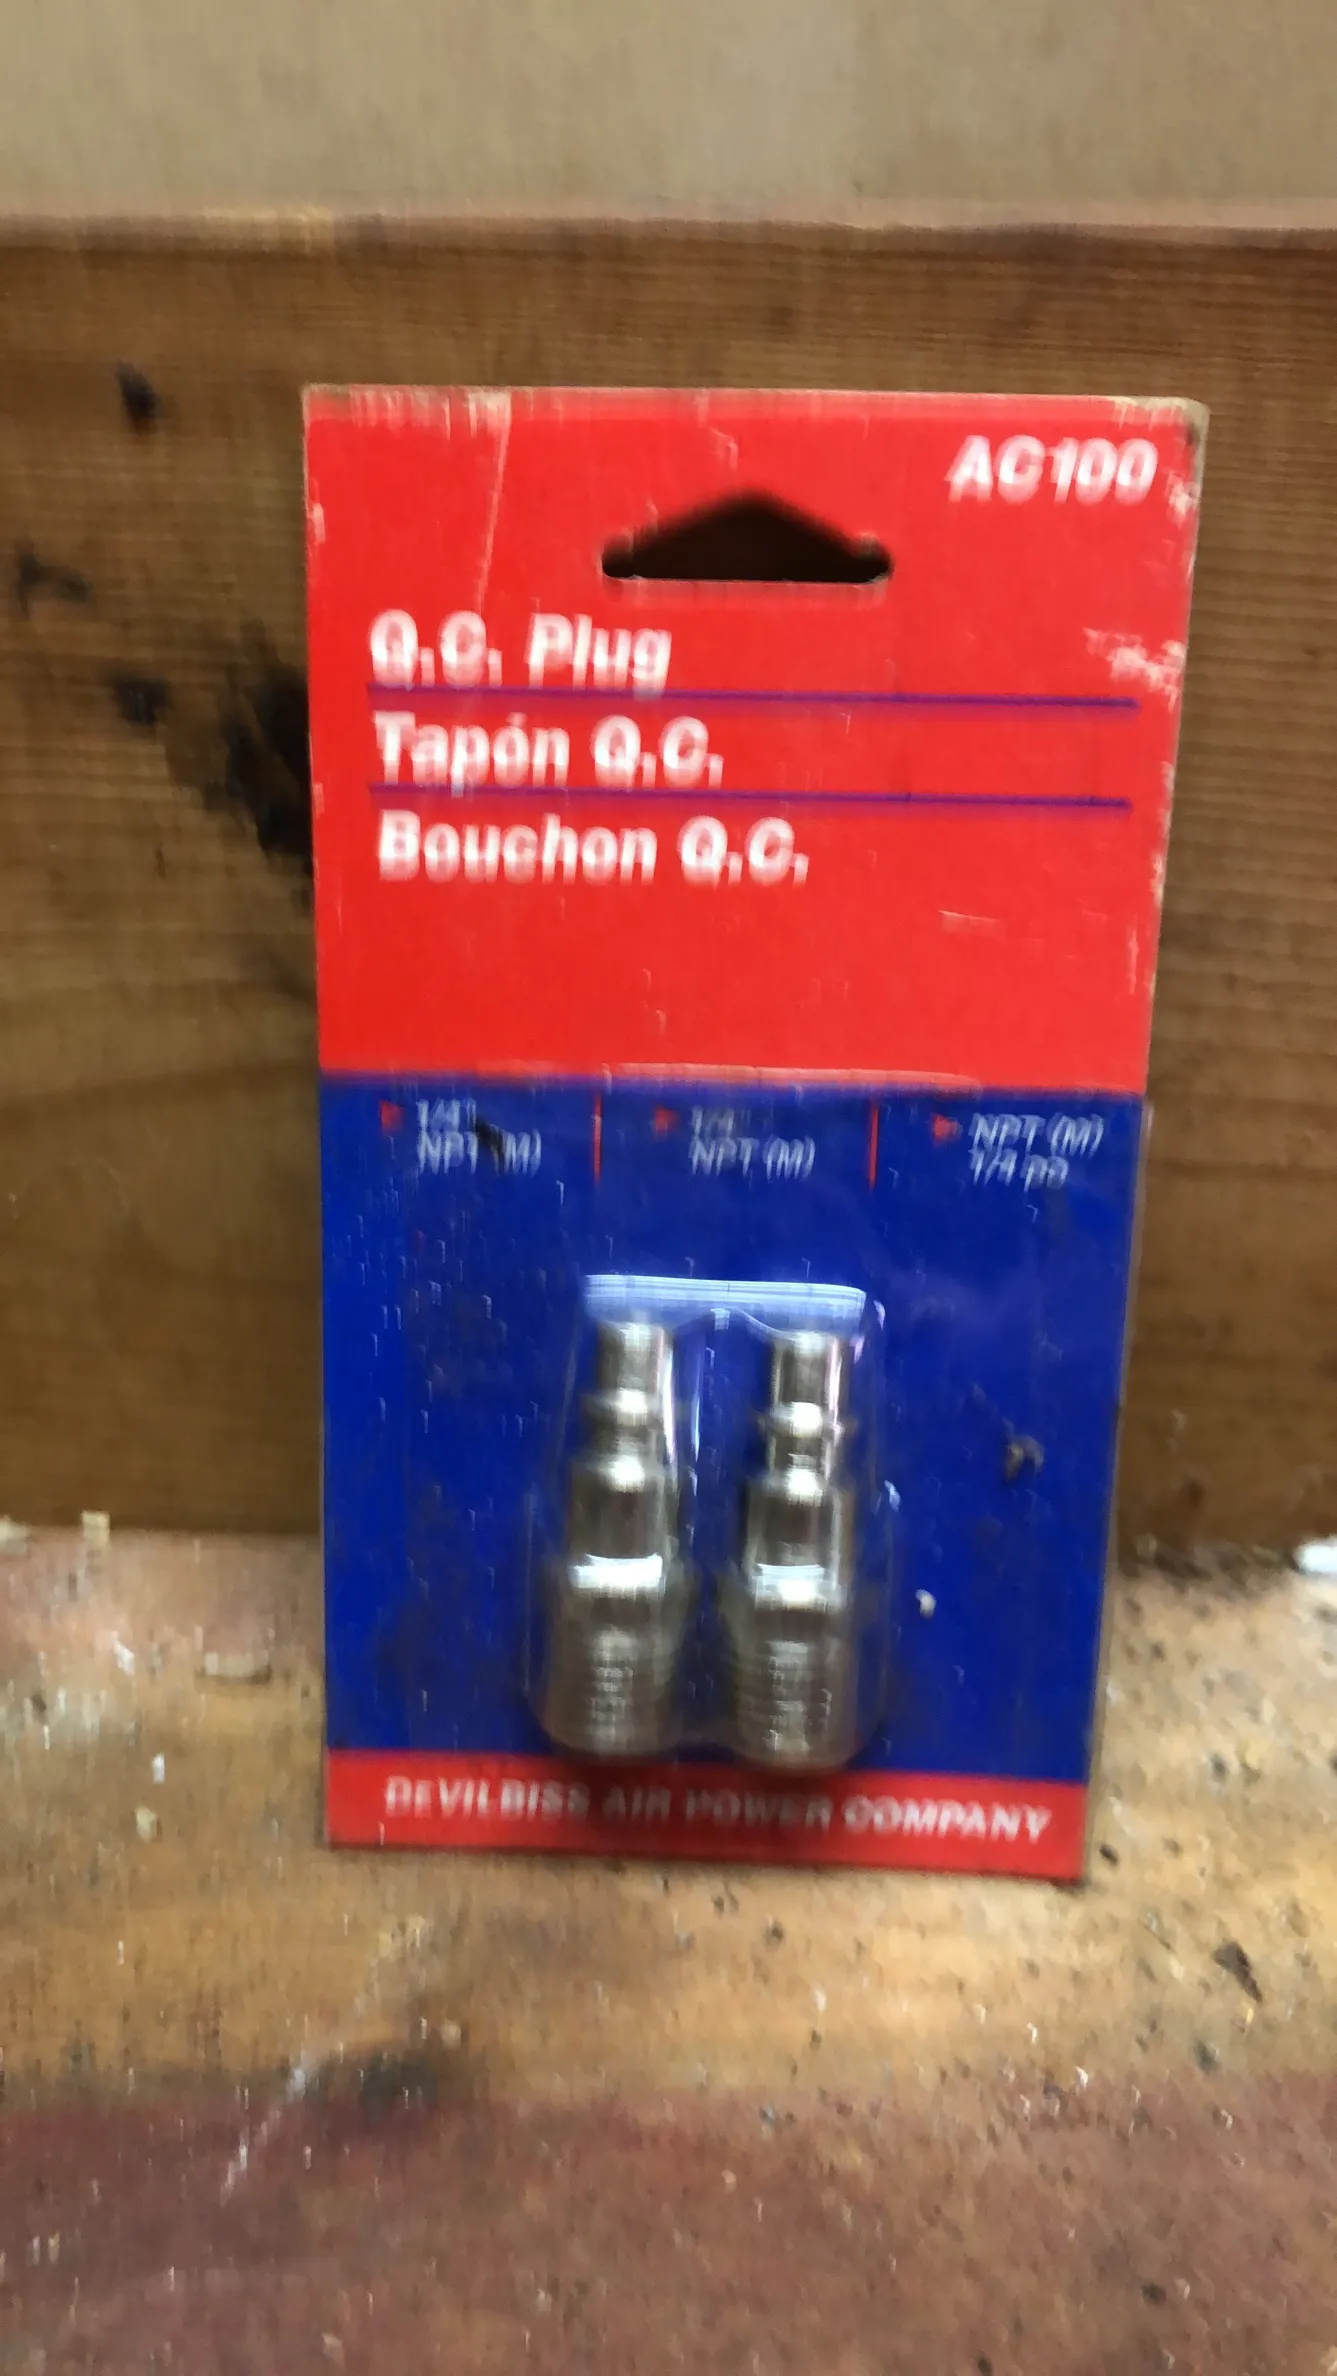 AC100
Q.C. Plug
Tapón Q.C.
Bouchon Q.C.
1/4"
NPT (M)
1/4"
NPT (M)
NPT (M)
1/4 po
DeVILBISS AIR POWER COMPANY